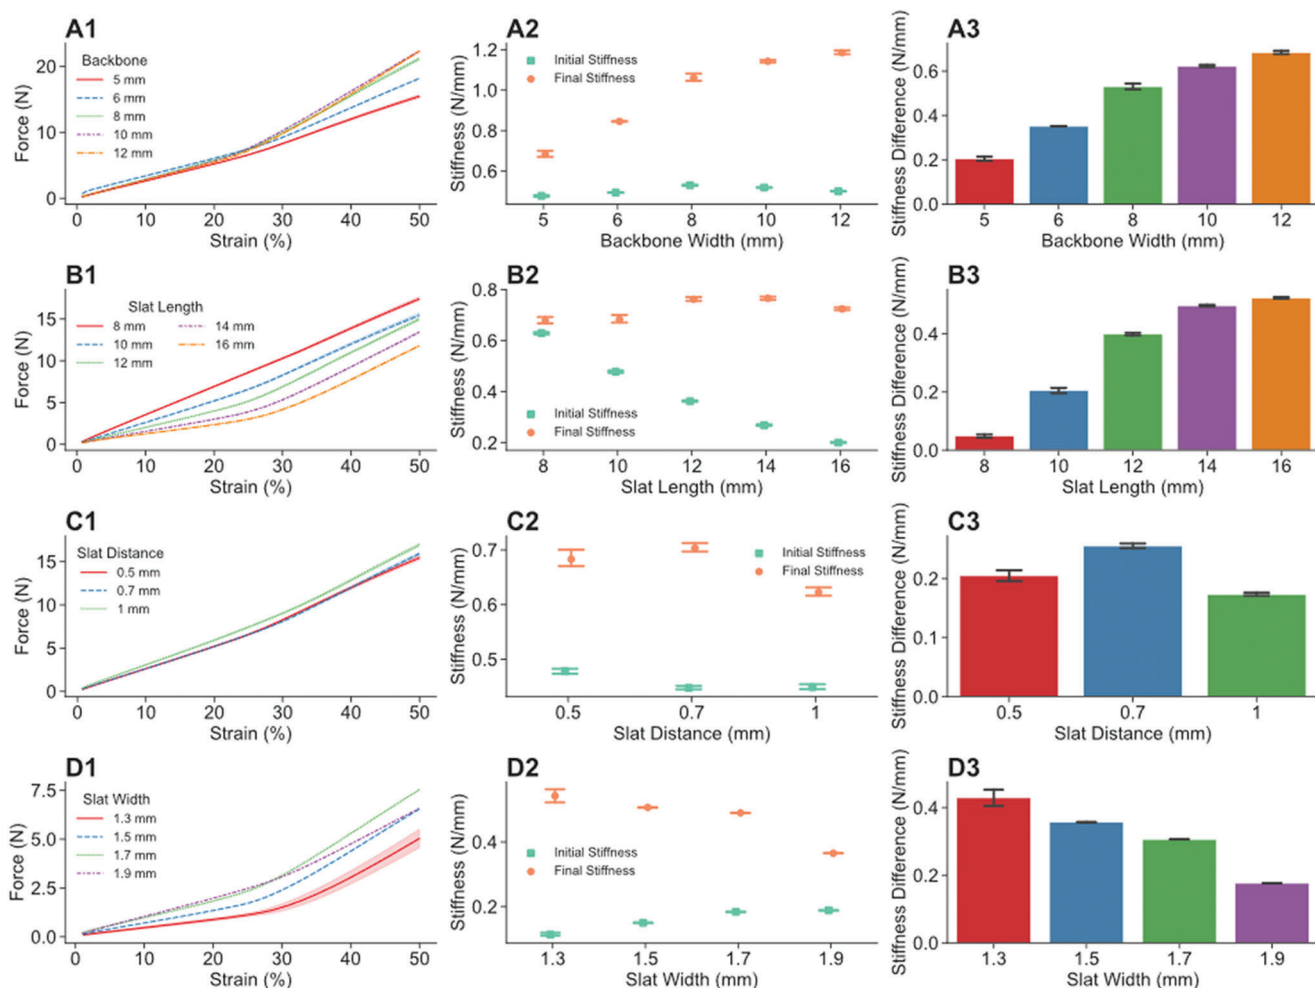 A1
Force (N)
20
10
0
Backbone
5 mm
6 mm
8 mm
10 mm
12 mm
0 10 20 30 40 50
Strain (%)
A2
Stiffness (N/mm)
1.2
1.0
0.8
0.6
Initial Stiffness
Final Stiffness
5 6 8 10 12
Backbone Width (mm)
A3
Stiffness Difference (N/mm)
0.6
0.4
0.2
0.0
5 6 8 10 12
Backbone Width (mm)
B1
Force (N)
15
10
5
0
Slat Length
8 mm 14 mm
10 mm 16 mm
12 mm
0 10 20 30 40 50
Strain (%)
B2
Stiffness (N/mm)
0.8
0.6
0.4
0.2
Initial Stiffness
Final Stiffness
8 10 12 14 16
Slat Length (mm)
B3
Stiffness Difference (N/mm)
0.4
0.2
0.0
8 10 12 14 16
Slat Length (mm)
C1
Force (N)
15
10
5
0
Slat Distance
0.5 mm
0.7 mm
1 mm
0 10 20 30 40 50
Strain (%)
C2
Stiffness (N/mm)
0.7
0.6
0.5
Initial Stiffness
Final Stiffness
0.5 0.7 1
Slat Distance (mm)
C3
Stiffness Difference (N/mm)
0.2
0.1
0.0
0.5 0.7 1
Slat Distance (mm)
D1
Force (N)
7.5
5.0
2.5
0.0
Slat Width
1.3 mm
1.5 mm
1.7 mm
1.9 mm
0 10 20 30 40 50
Strain (%)
D2
Stiffness (N/mm)
0.4
0.2
Initial Stiffness
Final Stiffness
1.3 1.5 1.7 1.9
Slat Width (mm)
D3
Stiffness Difference (N/mm)
0.4
0.2
0.0
1.3 1.5 1.7 1.9
Slat Width (mm)